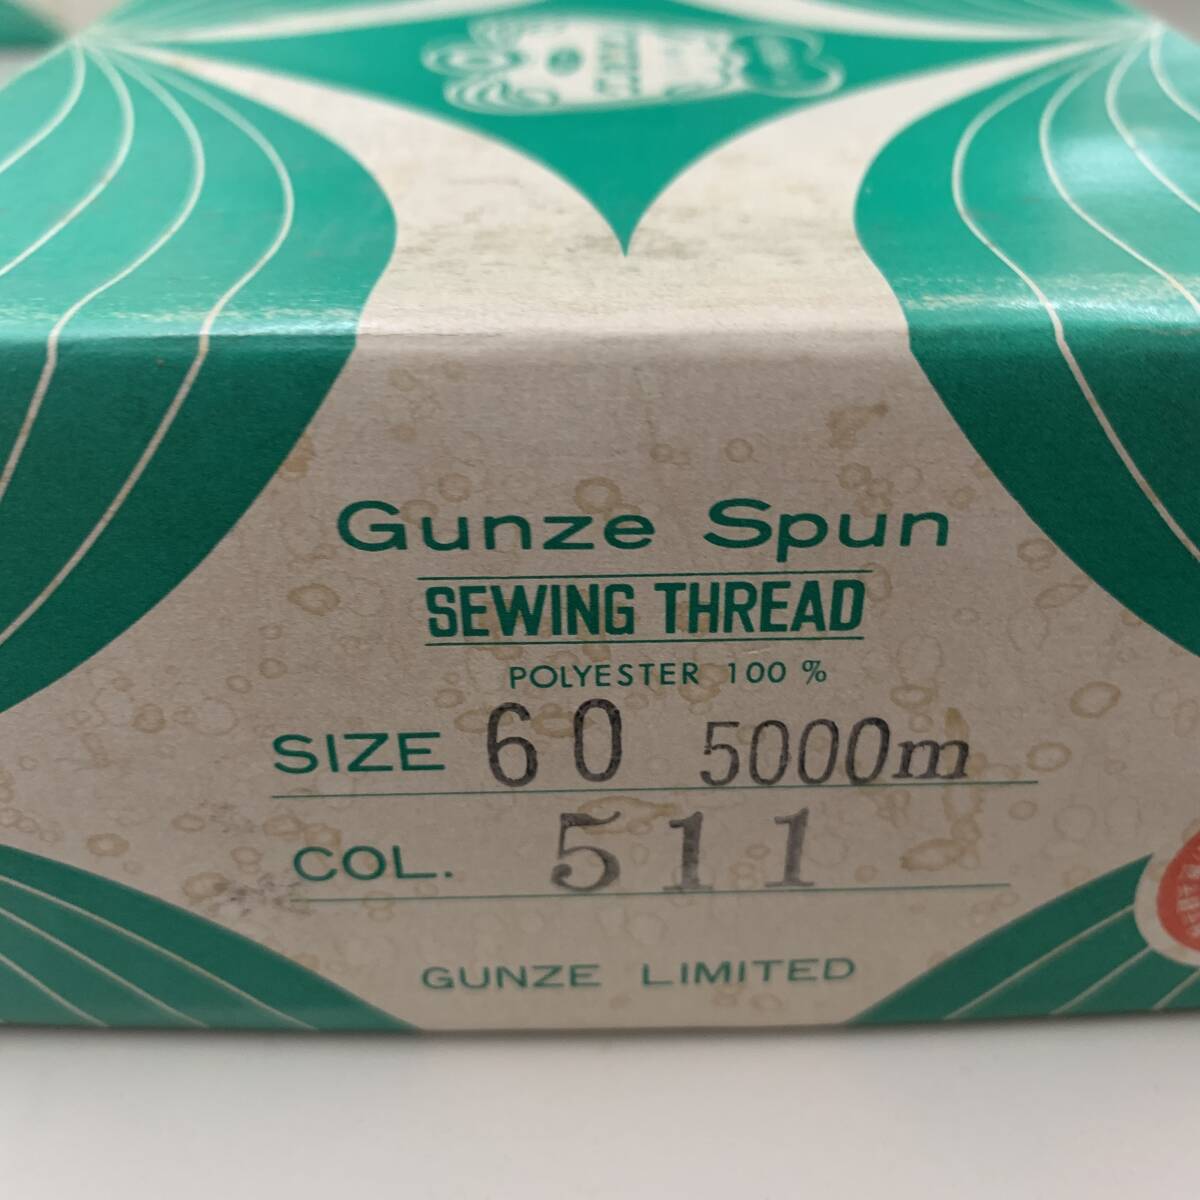 Gunze Spun
SEWING THREAD
POLYESTER 100 %
SIZE 60 5000m
COL. 511
GUNZE LIMITED